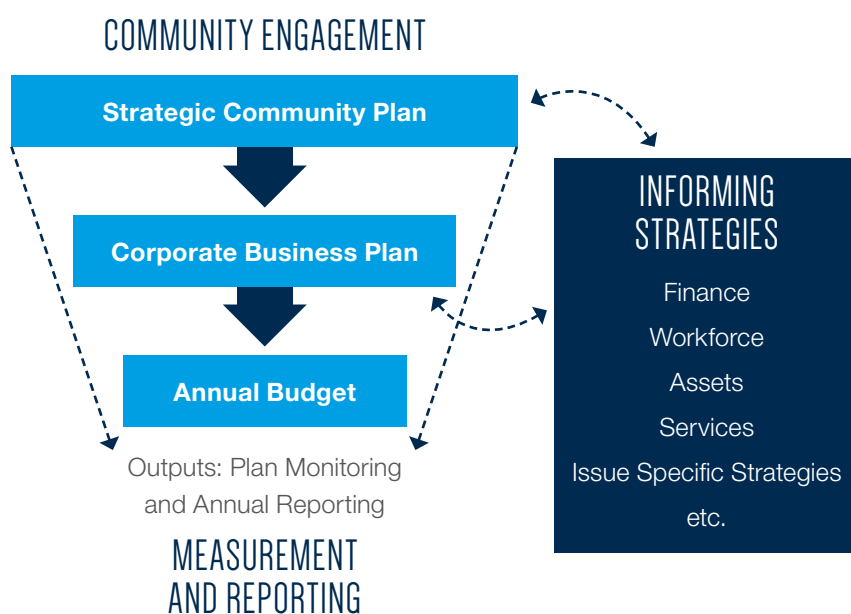 COMMUNITY ENGAGEMENT
Strategic Community Plan
Corporate Business Plan
Annual Budget
Outputs: Plan Monitoring
and Annual Reporting
MEASUREMENT
AND REPORTING
INFORMING
STRATEGIES
Finance
Workforce
Assets
Services
Issue Specific Strategies
etc.